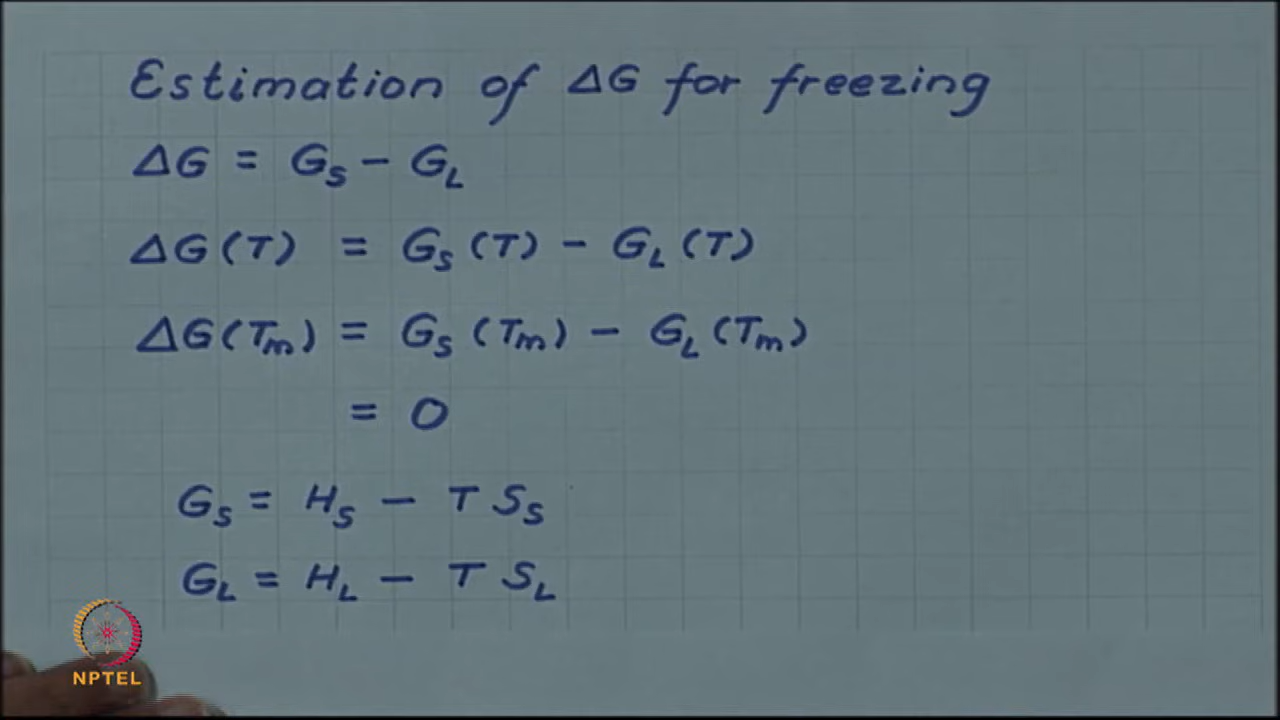 Estimation of ΔG for freezing
ΔG = G_S - G_L
ΔG(T) = G_S (T) - G_L (T)
ΔG(T_m) = G_S (T_m) - G_L (T_m)
= 0
G_S = H_S - T S_S
G_L = H_L - T S_L
NPTEL